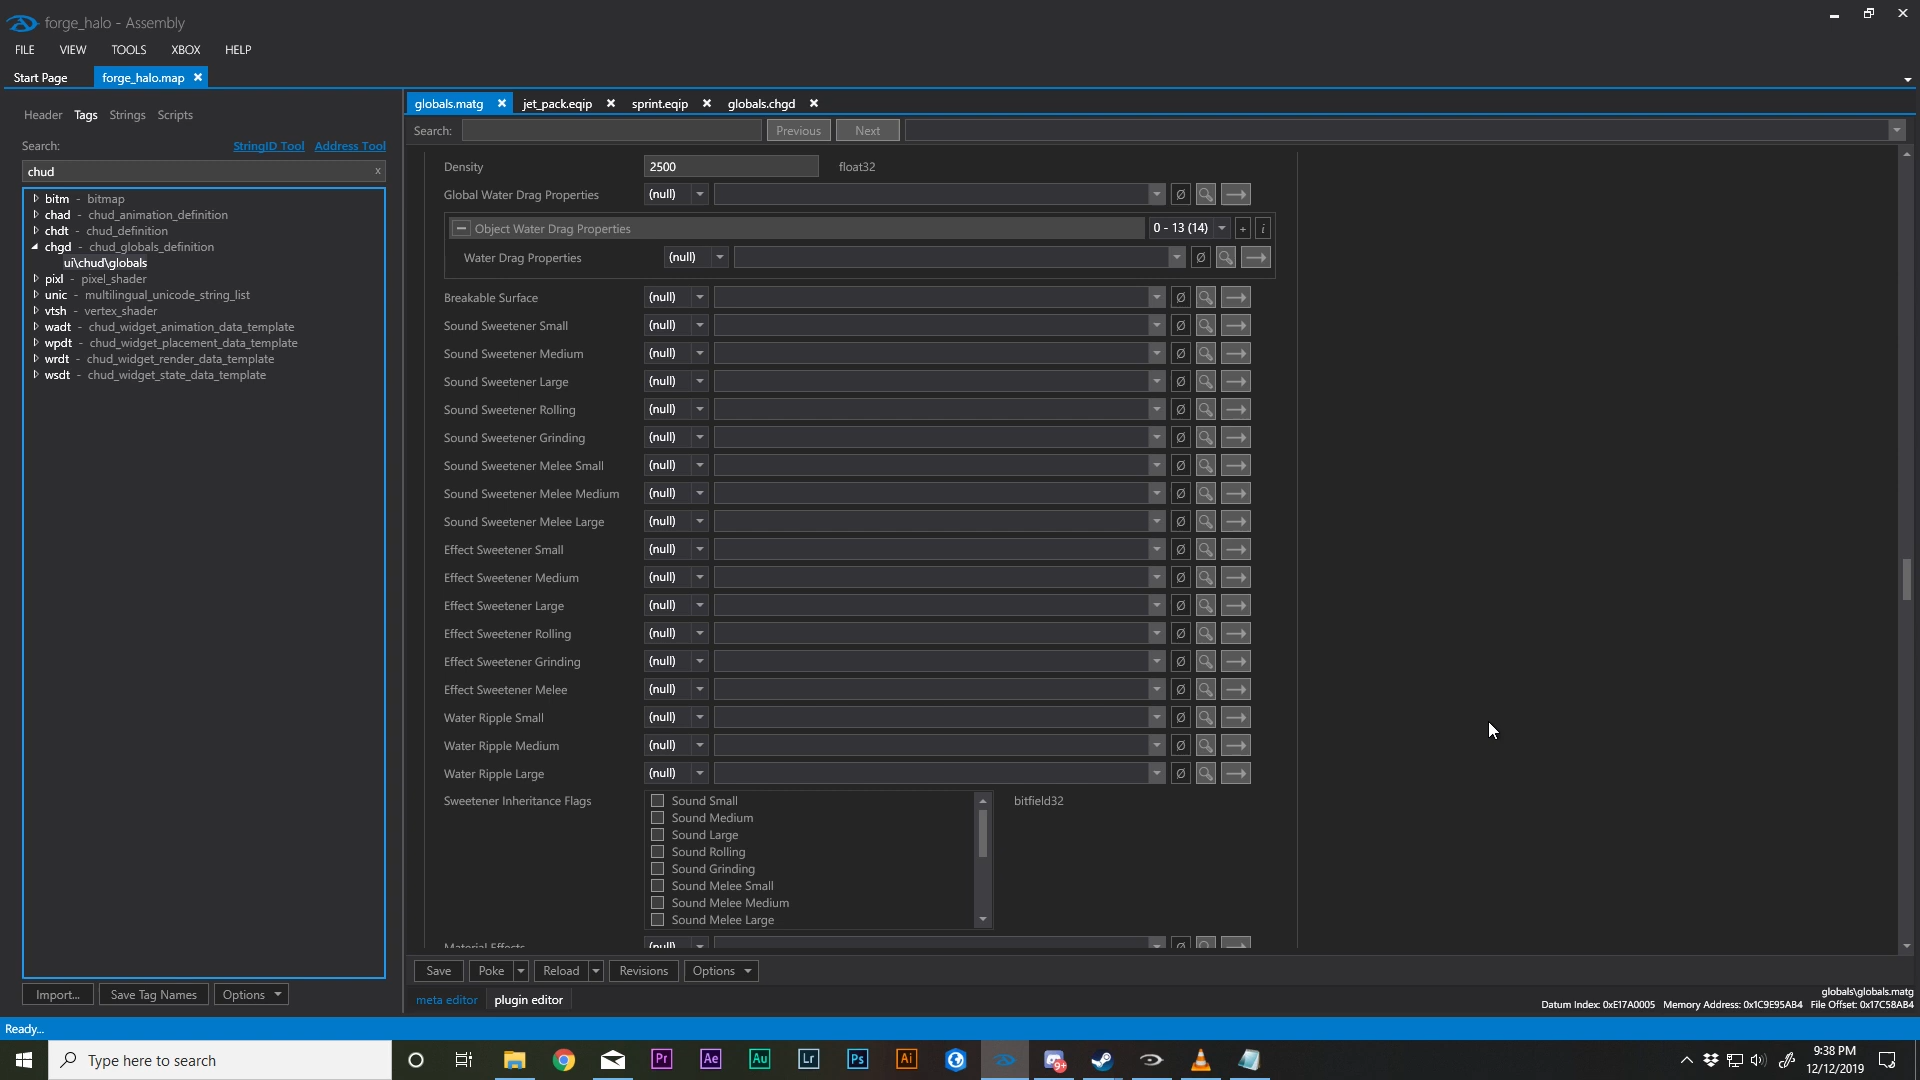 forge_halo - Assembly
FILE VIEW TOOLS XBOX HELP
Start Page forge_halo.map
Header Tags Strings Scripts
Search: StringID Tool Address Tool
chud x
bitm - bitmap
chad - chud_animation_definition
chdt - chud_definition
chgd - chud_globals_definition
ui\chud\globals
pixl - pixel_shader
unic - multilingual_unicode_string_list
vtsh - vertex_shader
wadt - chud_widget_animation_data_template
wpdt - chud_widget_placement_data_template
wrdt - chud_widget_render_data_template
wsdt - chud_widget_state_data_template
Import... Save Tag Names Options
globals.matg jet_pack.eqip sprint.eqip globals.chgd
Search: Previous Next
Density 2500 float32
Global Water Drag Properties (null) Ø
Object Water Drag Properties 0 - 13 (14) + i
Water Drag Properties (null) Ø
Breakable Surface (null) Ø
Sound Sweetener Small (null) Ø
Sound Sweetener Medium (null) Ø
Sound Sweetener Large (null) Ø
Sound Sweetener Rolling (null) Ø
Sound Sweetener Grinding (null) Ø
Sound Sweetener Melee Small (null) Ø
Sound Sweetener Melee Medium (null) Ø
Sound Sweetener Melee Large (null) Ø
Effect Sweetener Small (null) Ø
Effect Sweetener Medium (null) Ø
Effect Sweetener Large (null) Ø
Effect Sweetener Rolling (null) Ø
Effect Sweetener Grinding (null) Ø
Effect Sweetener Melee (null) Ø
Water Ripple Small (null) Ø
Water Ripple Medium (null) Ø
Water Ripple Large (null) Ø
Sweetener Inheritance Flags Sound Small bitfield32
Sound Medium
Sound Large
Sound Rolling
Sound Grinding
Sound Melee Small
Sound Melee Medium
Sound Melee Large
Material Effects (null) Ø
Save Poke Reload Revisions Options
meta editor plugin editor
globals\globals.matg
Datum Index: 0xE17A0005 Memory Address: 0x1C9E95AB4 File Offset: 0x17C58AB4
Ready...
Type here to search
Pr Ae Au Lr Ps Ai
9:38 PM
12/12/2019